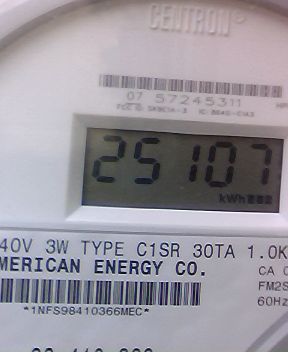 CENTRON®
07 57245311
25107
kWh
40V 3W TYPE C1SR 30TA 1.0K
MERICAN ENERGY CO.
CA 0
FM2S
60Hz
*1NFS98410366MEC*